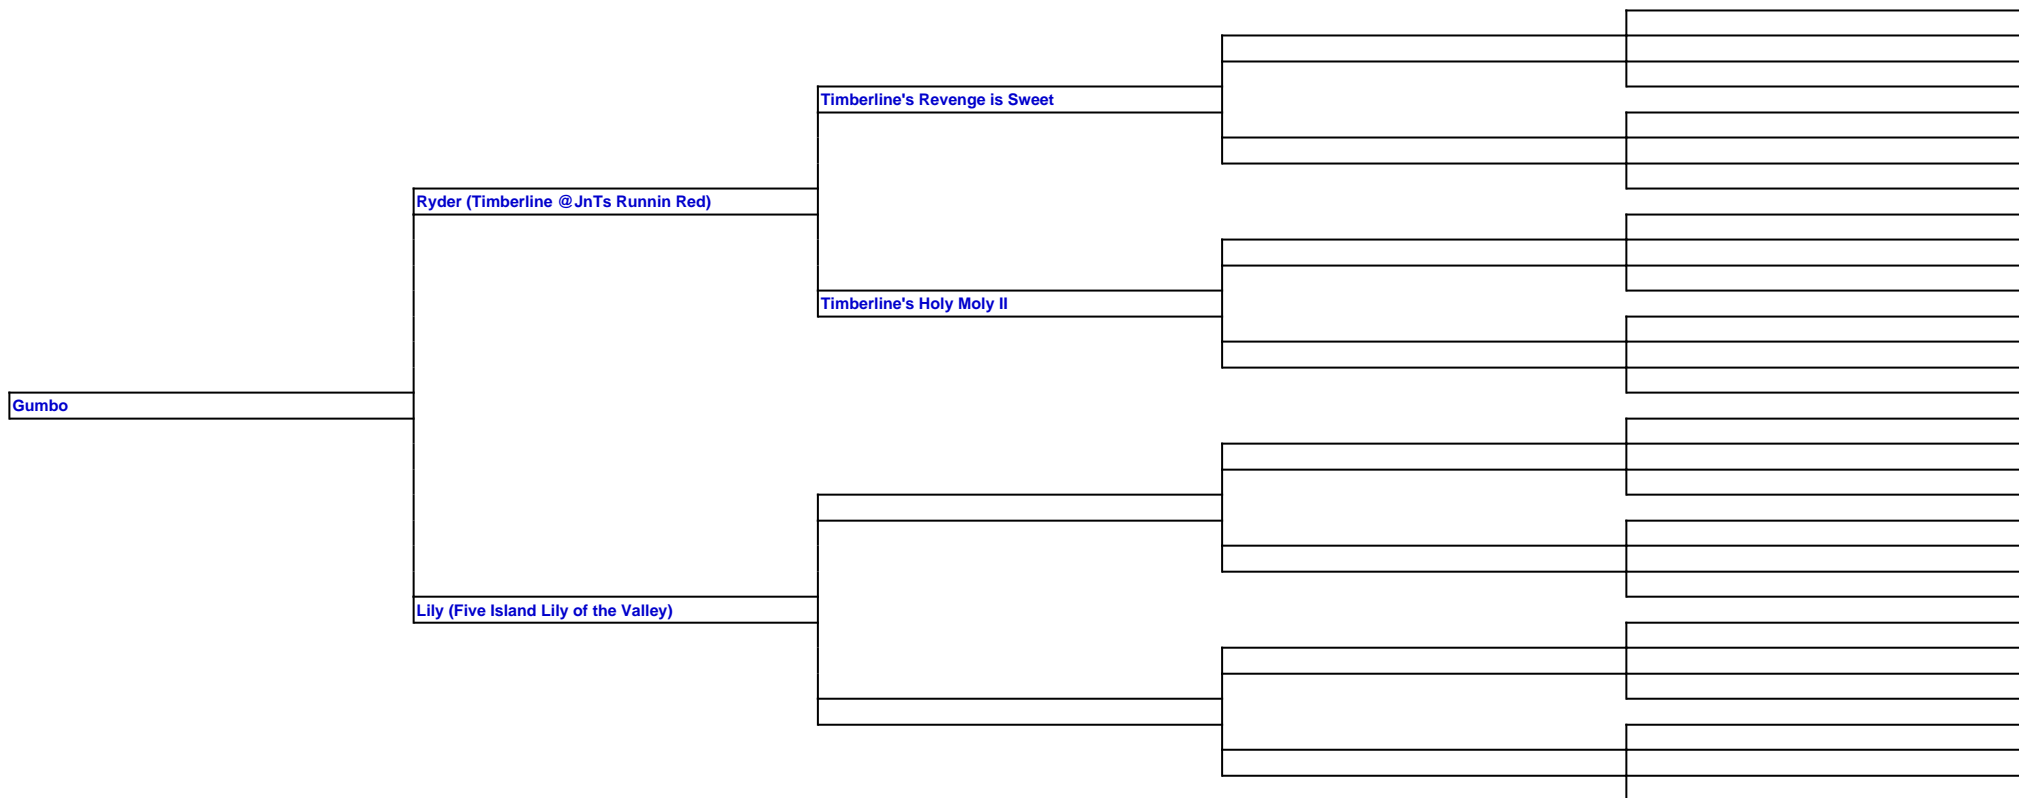 Timberline's Revenge is Sweet
Ryder (Timberline @JnTs Runnin Red)
Timberline's Holy Moly II
Gumbo
Lily (Five Island Lily of the Valley)